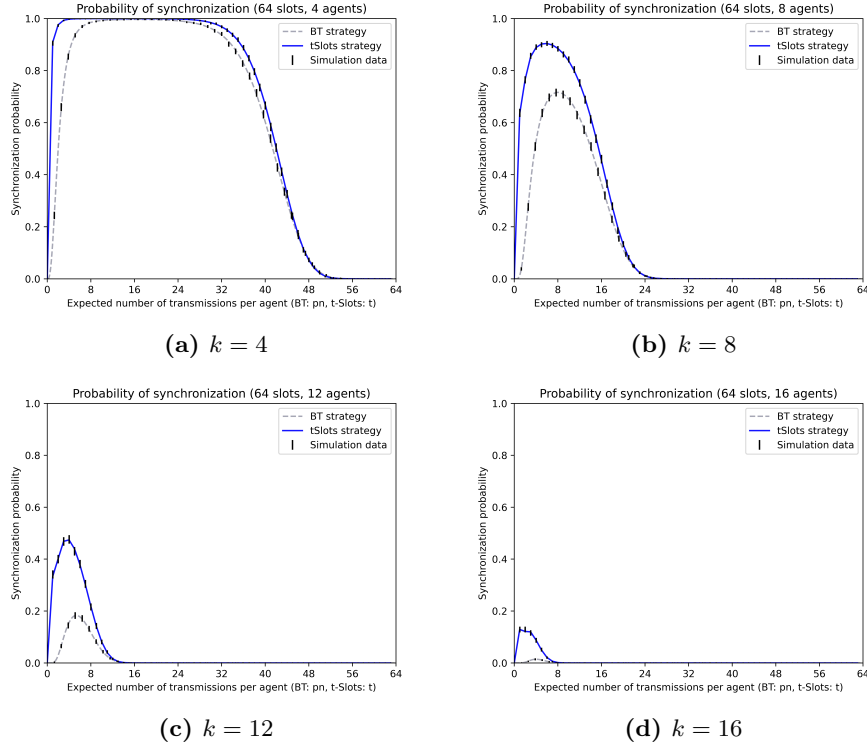 Probability of synchronization (64 slots, 4 agents)
Synchronization probability
1.0
0.8
0.6
0.4
0.2
0.0
BT strategy
tSlots strategy
Simulation data
0 8 16 24 32 40 48 56 64
Expected number of transmissions per agent (BT: pn, t-Slots: t)
(a) k = 4
Probability of synchronization (64 slots, 8 agents)
Synchronization probability
1.0
0.8
0.6
0.4
0.2
0.0
BT strategy
tSlots strategy
Simulation data
0 8 16 24 32 40 48 56 64
Expected number of transmissions per agent (BT: pn, t-Slots: t)
(b) k = 8
Probability of synchronization (64 slots, 12 agents)
Synchronization probability
1.0
0.8
0.6
0.4
0.2
0.0
BT strategy
tSlots strategy
Simulation data
0 8 16 24 32 40 48 56 64
Expected number of transmissions per agent (BT: pn, t-Slots: t)
(c) k = 12
Probability of synchronization (64 slots, 16 agents)
Synchronization probability
1.0
0.8
0.6
0.4
0.2
0.0
BT strategy
tSlots strategy
Simulation data
0 8 16 24 32 40 48 56 64
Expected number of transmissions per agent (BT: pn, t-Slots: t)
(d) k = 16